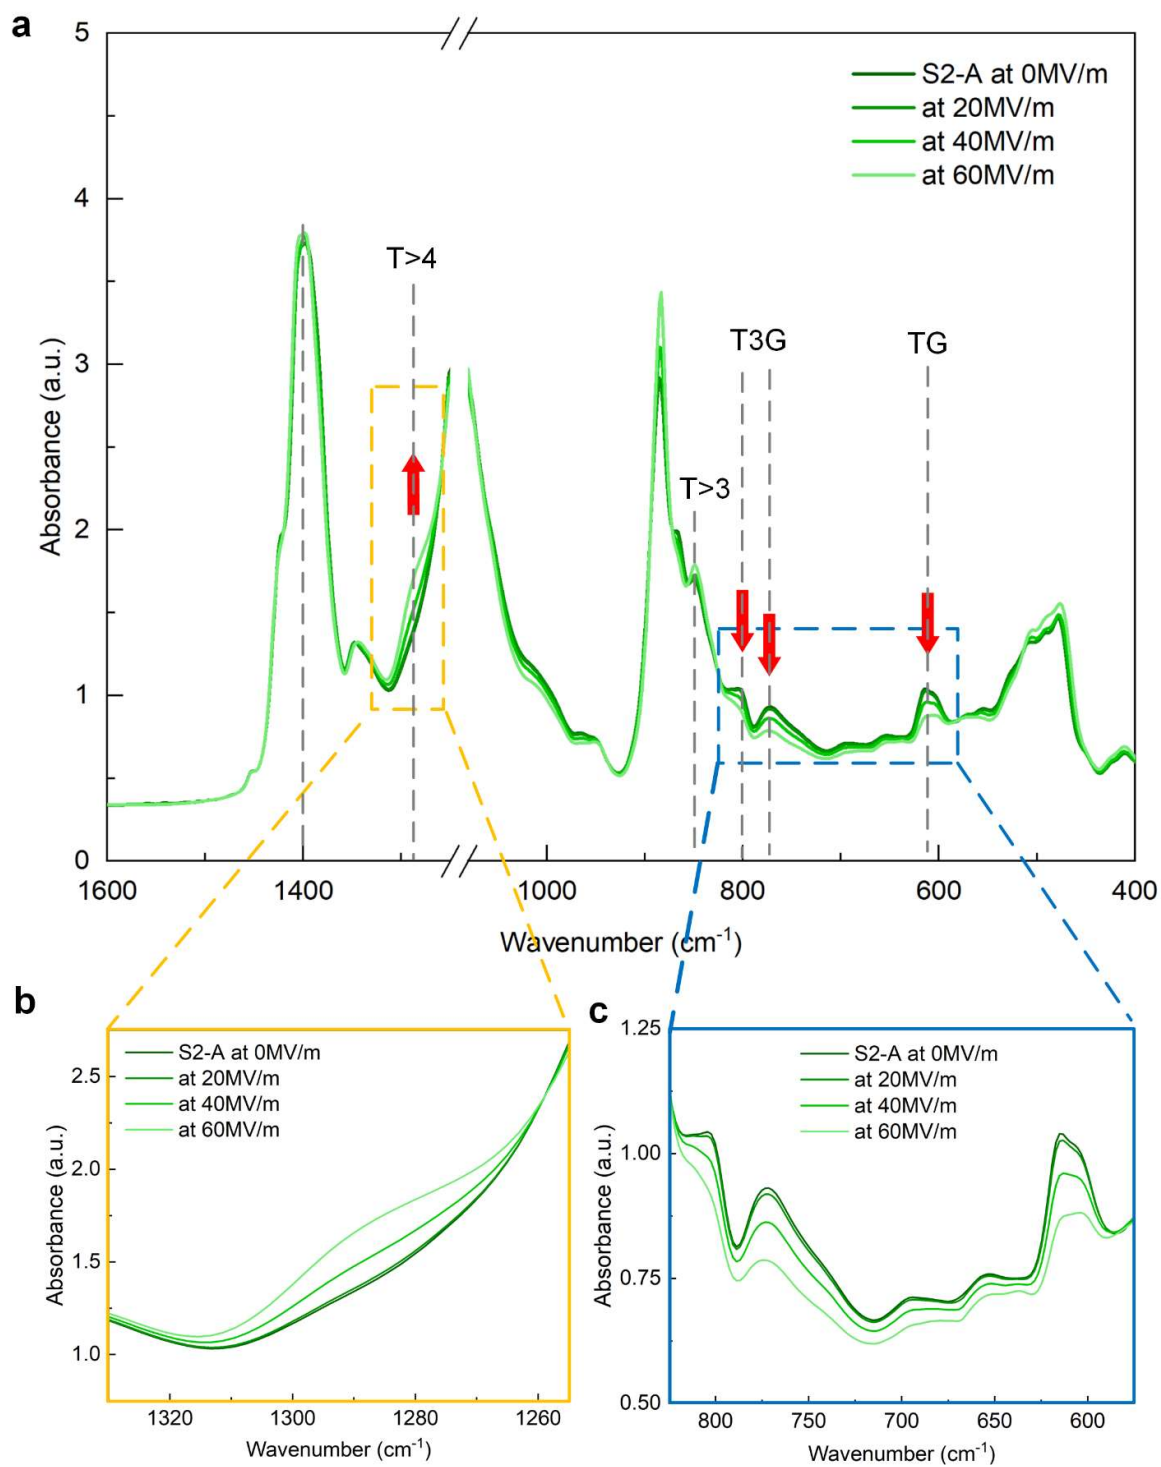 a
5
4
3
2
1
0
Absorbance (a.u.)
S2-A at 0MV/m
at 20MV/m
at 40MV/m
at 60MV/m
T>4
T>3
T3G
TG
1600
1400
1000
800
600
400
Wavenumber (cm⁻¹)
b
S2-A at 0MV/m
at 20MV/m
at 40MV/m
at 60MV/m
2.5
2.0
1.5
1.0
Absorbance (a.u.)
1320
1300
1280
1260
Wavenumber (cm⁻¹)
c
1.25
1.00
0.75
0.50
Absorbance (a.u.)
S2-A at 0MV/m
at 20MV/m
at 40MV/m
at 60MV/m
800
750
700
650
600
Wavenumber (cm⁻¹)